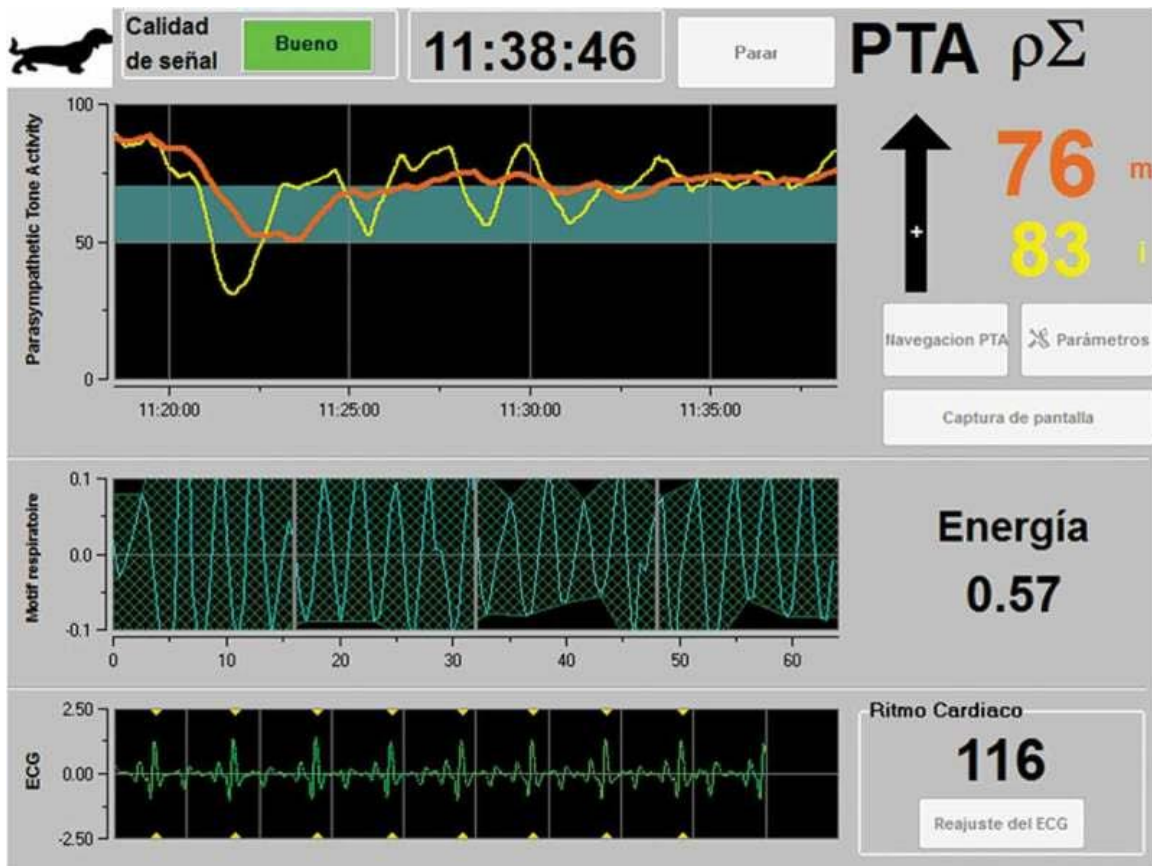 Calidad
de señal
Bueno
11:38:46
Parar
PTA ρΣ
Parasympathetic Tone Activity
100
50
0
11:20:00
11:25:00
11:30:00
11:35:00
76 m
83 i
Navegacion PTA
Parámetros
Captura de pantalla
Motif respiratoire
0.1
0.0
-0.1
0
10
20
30
40
50
60
Energía
0.57
ECG
2.50
0.00
-2.50
Ritmo Cardiaco
116
Reajuste del ECG